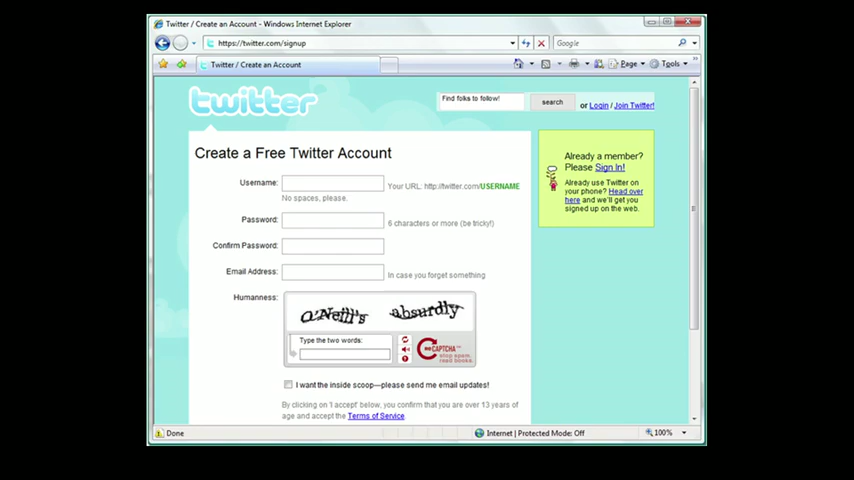 Twitter / Create an Account - Windows Internet Explorer
https://twitter.com/signup
Google
Twitter / Create an Account
Page
Tools
twitter
Find folks to follow!
search
or Login / Join Twitter!
Create a Free Twitter Account
Username:
Your URL: http://twitter.com/USERNAME
No spaces, please.
Password:
6 characters or more (be tricky!)
Confirm Password:
Email Address:
In case you forget something
Humanness:
O'Neill's absurdly
Type the two words:
reCAPTCHA™
stop spam.
read books.
I want the inside scoop—please send me email updates!
By clicking on 'I accept' below, you confirm that you are over 13 years of
age and accept the Terms of Service
Already a member?
Please Sign In!
Already use Twitter on
your phone? Head over
here and we'll get you
signed up on the web.
Done
Internet | Protected Mode: Off
100%